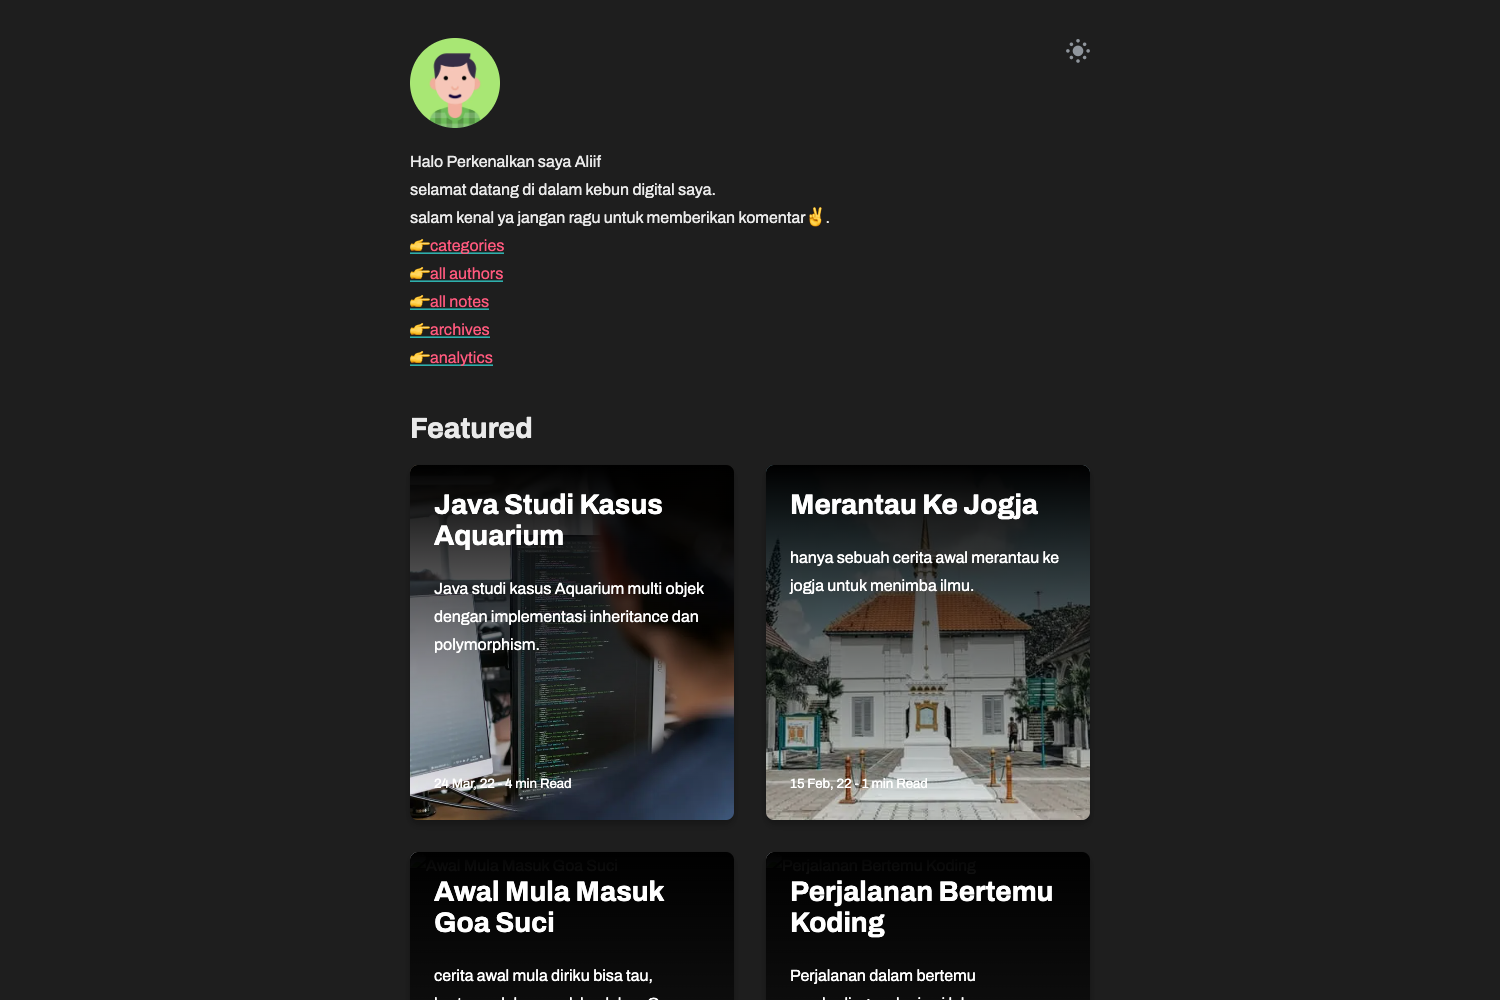 Halo Perkenalkan saya Aliif
selamat datang di dalam kebun digital saya.
salam kenal ya jangan ragu untuk memberikan komentar✌️.
👉categories
👉all authors
👉all notes
👉archives
👉analytics
Featured
Java Studi Kasus
Aquarium
Java studi kasus Aquarium multi objek
dengan implementasi inheritance dan
polymorphism.
24 Mar, 22 - 4 min Read
Merantau Ke Jogja
hanya sebuah cerita awal merantau ke
jogja untuk menimba ilmu.
15 Feb, 22 - 1 min Read
Awal Mula Masuk Goa Suci
Awal Mula Masuk
Goa Suci
cerita awal mula diriku bisa tau,
Perjalanan Bertemu Koding
Perjalanan Bertemu
Koding
Perjalanan dalam bertemu